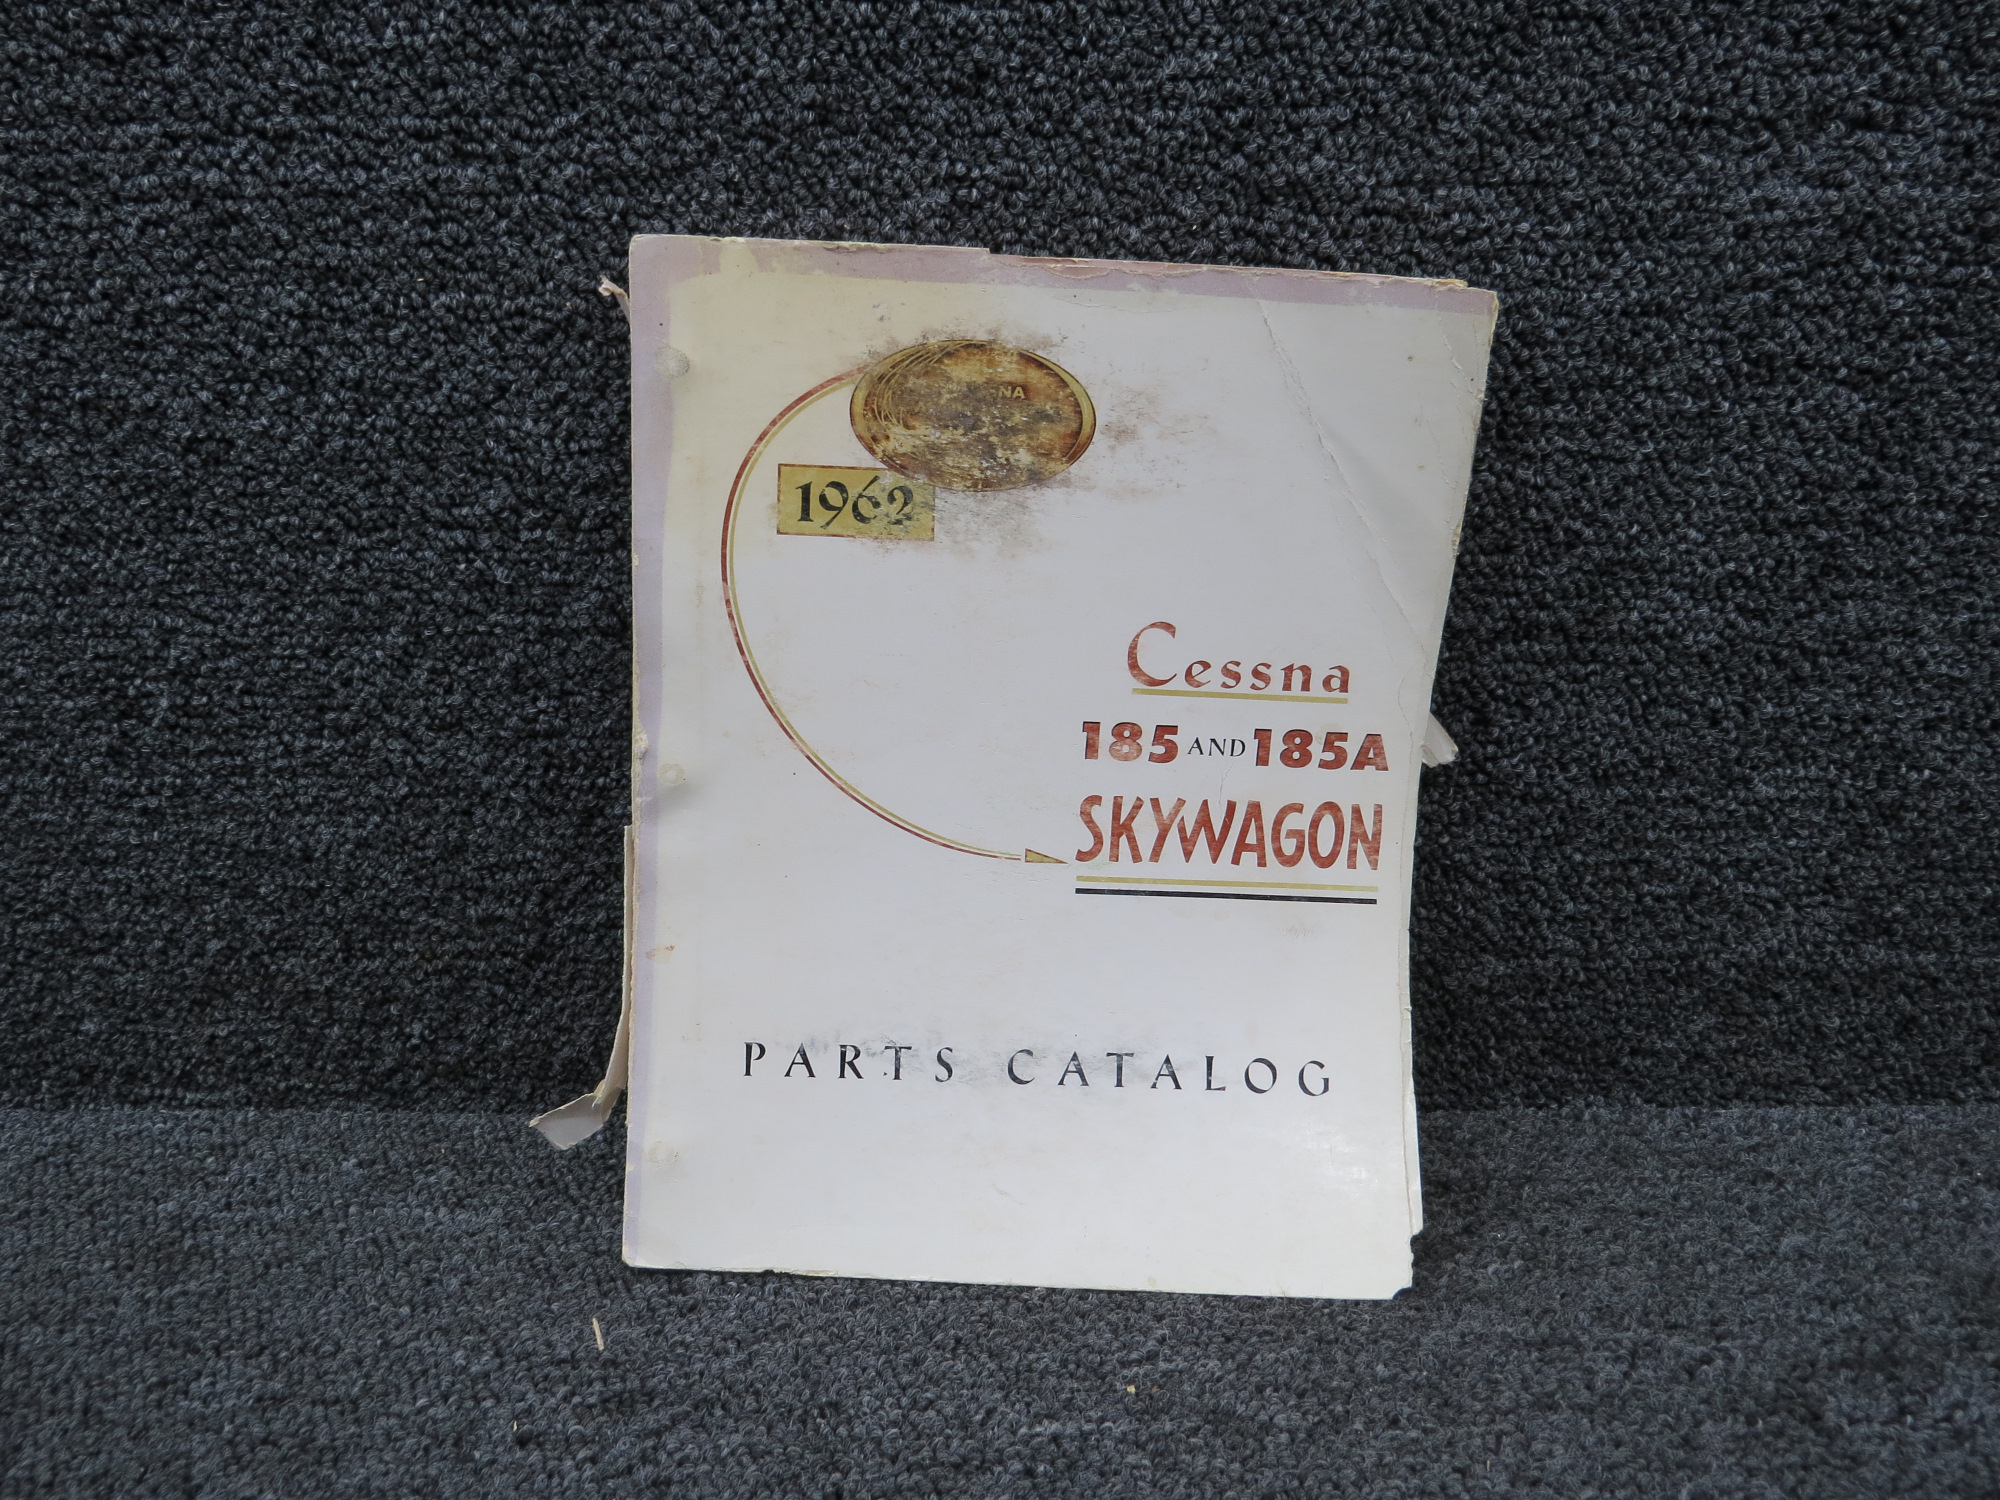 1962
Cessna
185 AND 185A
SKYWAGON
PARTS CATALOG